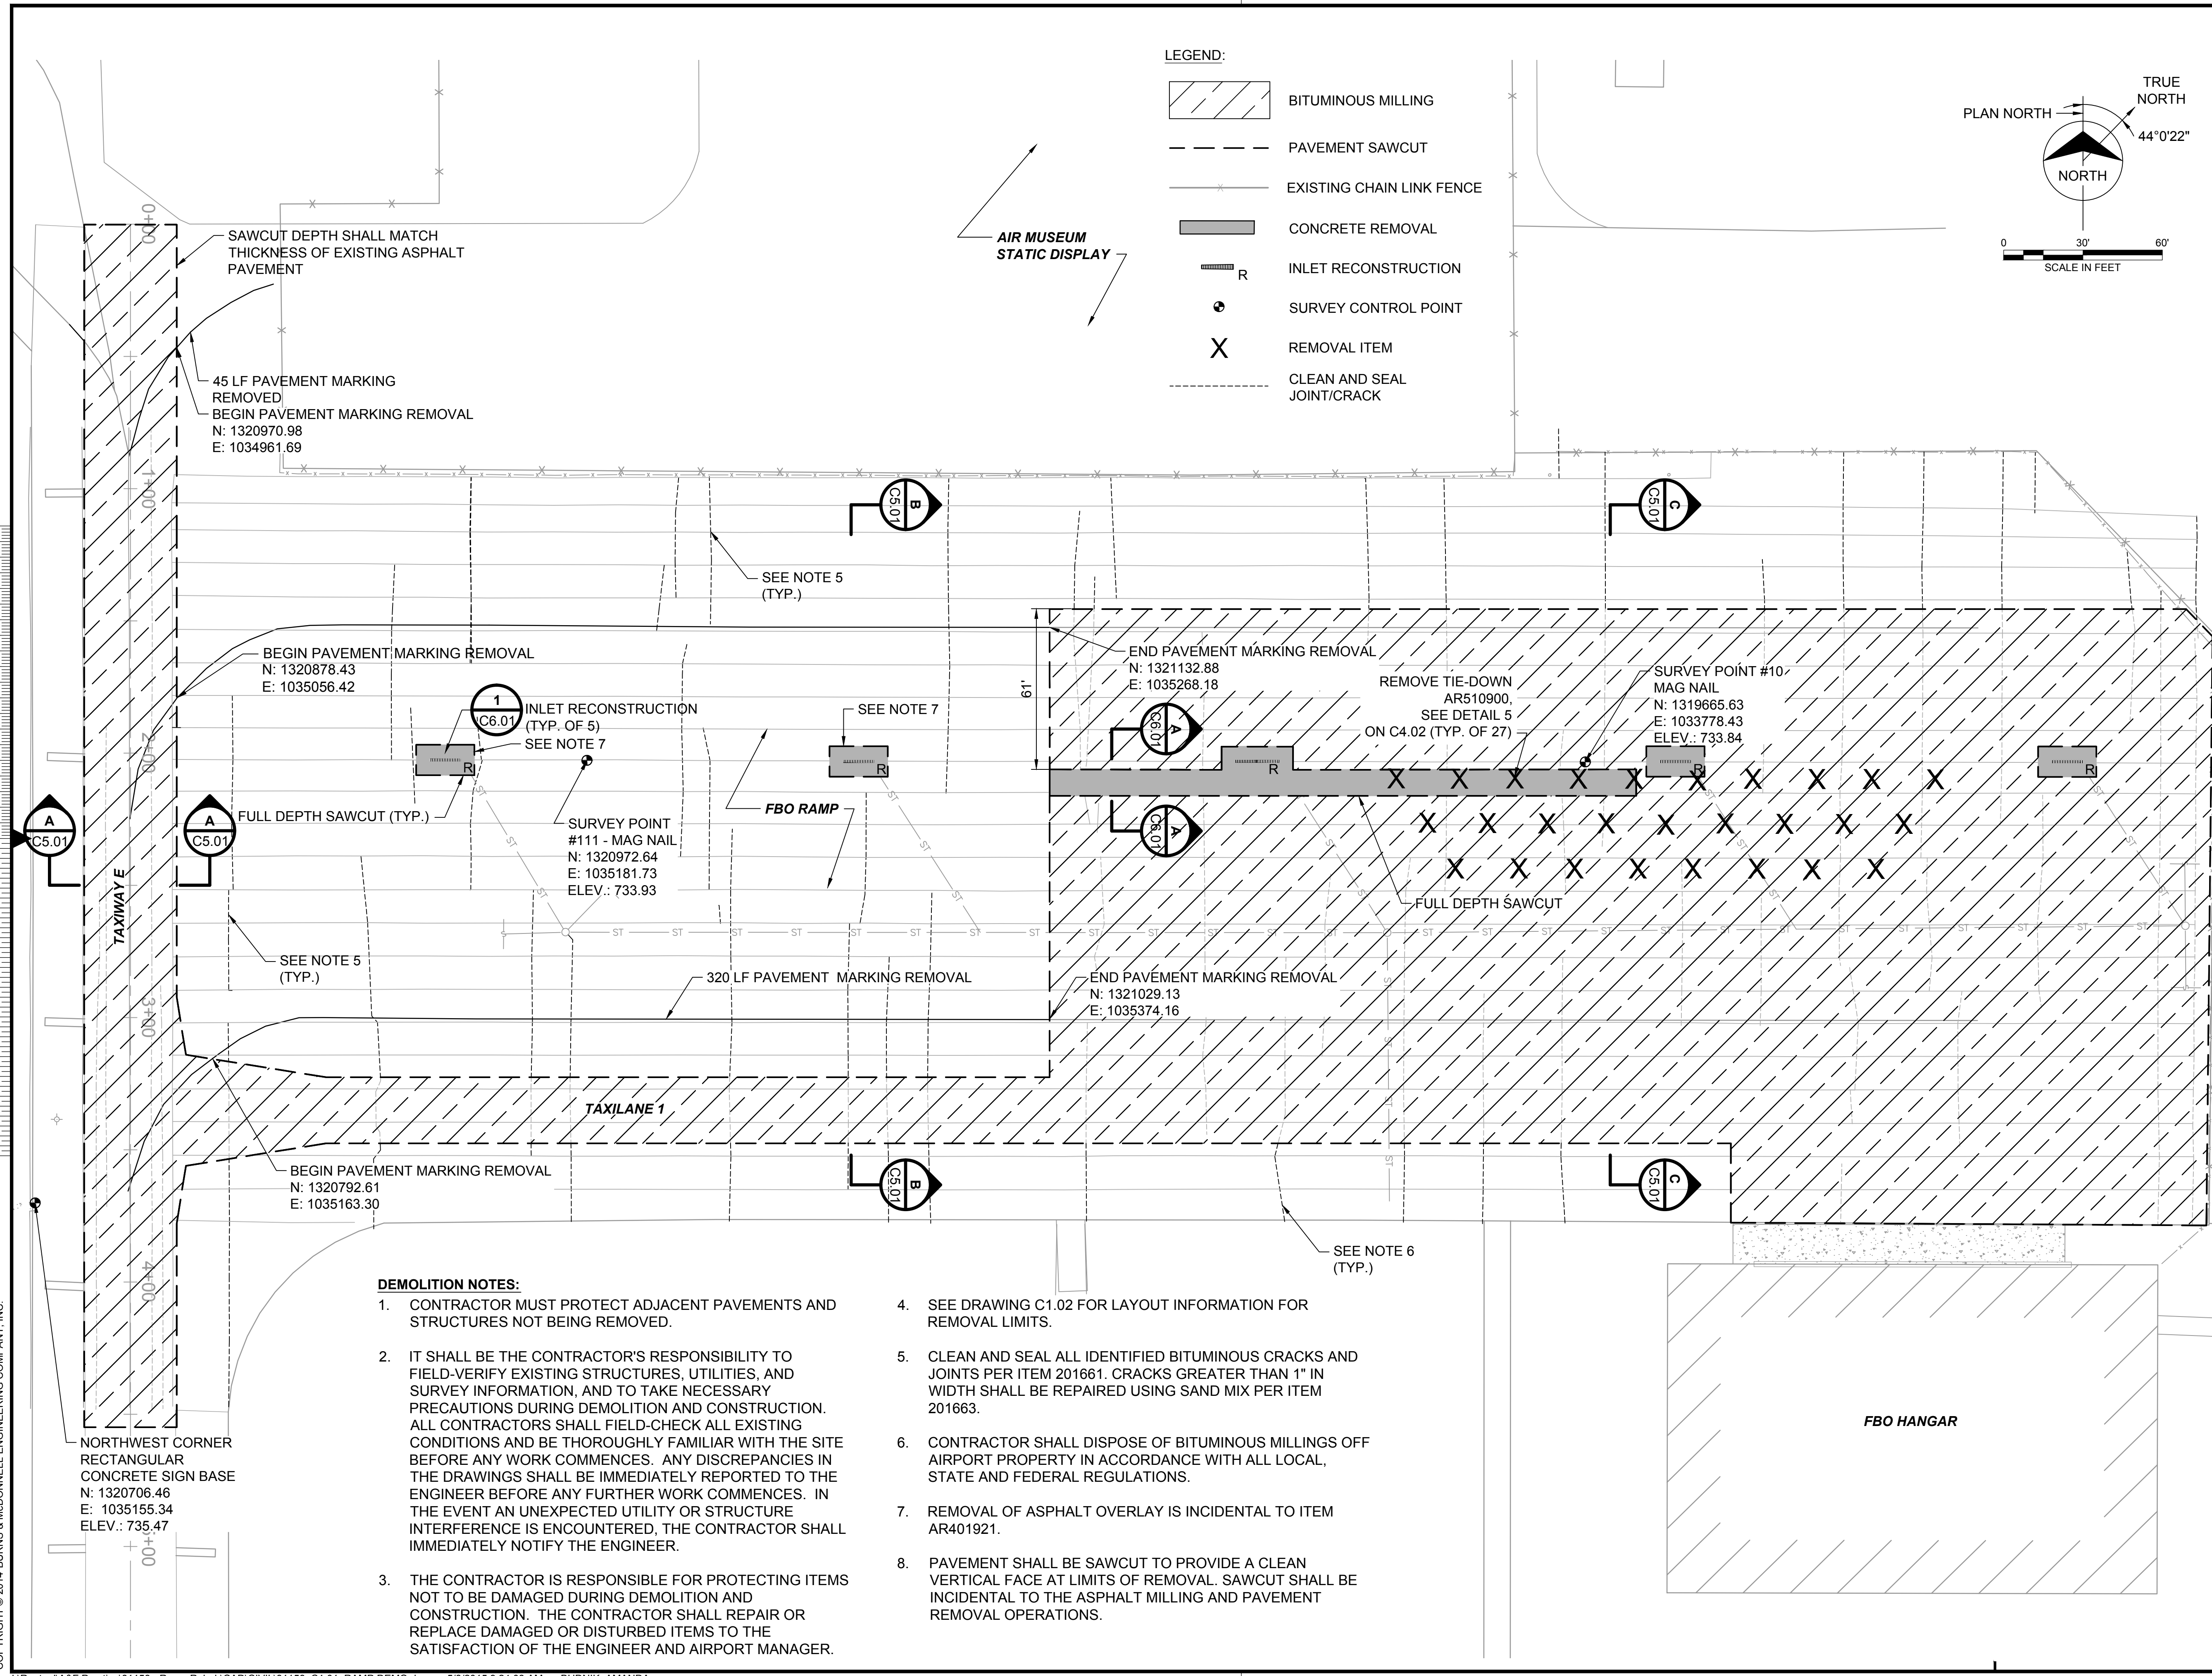 LEGEND:
BITUMINOUS MILLING
PAVEMENT SAWCUT
EXISTING CHAIN LINK FENCE
CONCRETE REMOVAL
R
INLET RECONSTRUCTION
SURVEY CONTROL POINT
X
REMOVAL ITEM
CLEAN AND SEAL
JOINT/CRACK
TRUE
NORTH
PLAN NORTH
44°0'22"
NORTH
0 30' 60'
SCALE IN FEET
AIR MUSEUM
STATIC DISPLAY
0+00
SAWCUT DEPTH SHALL MATCH
THICKNESS OF EXISTING ASPHALT
PAVEMENT
45 LF PAVEMENT MARKING
REMOVED
BEGIN PAVEMENT MARKING REMOVAL
N: 1320970.98
E: 1034961.69
1+00
B
C5.01
C
C5.01
SEE NOTE 5
(TYP.)
BEGIN PAVEMENT MARKING REMOVAL
N: 1320878.43
E: 1035056.42
61'
END PAVEMENT MARKING REMOVAL
N: 1321132.88
E: 1035268.18
REMOVE TIE-DOWN
AR510900,
SEE DETAIL 5
ON C4.02 (TYP. OF 27)
SURVEY POINT #10
MAG NAIL
N: 1319665.63
E: 1033778.43
ELEV.: 733.84
1
C6.01
INLET RECONSTRUCTION
(TYP. OF 5)
SEE NOTE 7
SEE NOTE 7
A
C6.01
2+00
R
R
R
R
R
FULL DEPTH SAWCUT (TYP.)
SURVEY POINT
#111 - MAG NAIL
N: 1320972.64
E: 1035181.73
ELEV.: 733.93
FBO RAMP
A
C6.01
A
C5.01
A
C5.01
TAXIWAY E
FULL DEPTH SAWCUT
SEE NOTE 5
(TYP.)
320 LF PAVEMENT MARKING REMOVAL
END PAVEMENT MARKING REMOVAL
N: 1321029.13
E: 1035374.16
3+00
TAXILANE 1
BEGIN PAVEMENT MARKING REMOVAL
N: 1320792.61
E: 1035163.30
B
C5.01
C
C5.01
SEE NOTE 6
(TYP.)
4+00
NORTHWEST CORNER
RECTANGULAR
CONCRETE SIGN BASE
N: 1320706.46
E: 1035155.34
ELEV.: 735.47
FBO HANGAR
DEMOLITION NOTES:
1. CONTRACTOR MUST PROTECT ADJACENT PAVEMENTS AND
STRUCTURES NOT BEING REMOVED.
2. IT SHALL BE THE CONTRACTOR'S RESPONSIBILITY TO
FIELD-VERIFY EXISTING STRUCTURES, UTILITIES, AND
SURVEY INFORMATION, AND TO TAKE NECESSARY
PRECAUTIONS DURING DEMOLITION AND CONSTRUCTION.
ALL CONTRACTORS SHALL FIELD-CHECK ALL EXISTING
CONDITIONS AND BE THOROUGHLY FAMILIAR WITH THE SITE
BEFORE ANY WORK COMMENCES. ANY DISCREPANCIES IN
THE DRAWINGS SHALL BE IMMEDIATELY REPORTED TO THE
ENGINEER BEFORE ANY FURTHER WORK COMMENCES. IN
THE EVENT AN UNEXPECTED UTILITY OR STRUCTURE
INTERFERENCE IS ENCOUNTERED, THE CONTRACTOR SHALL
IMMEDIATELY NOTIFY THE ENGINEER.
3. THE CONTRACTOR IS RESPONSIBLE FOR PROTECTING ITEMS
NOT TO BE DAMAGED DURING DEMOLITION AND
CONSTRUCTION. THE CONTRACTOR SHALL REPAIR OR
REPLACE DAMAGED OR DISTURBED ITEMS TO THE
SATISFACTION OF THE ENGINEER AND AIRPORT MANAGER.
4. SEE DRAWING C1.02 FOR LAYOUT INFORMATION FOR
REMOVAL LIMITS.
5. CLEAN AND SEAL ALL IDENTIFIED BITUMINOUS CRACKS AND
JOINTS PER ITEM 201661. CRACKS GREATER THAN 1" IN
WIDTH SHALL BE REPAIRED USING SAND MIX PER ITEM
201663.
6. CONTRACTOR SHALL DISPOSE OF BITUMINOUS MILLINGS OFF
AIRPORT PROPERTY IN ACCORDANCE WITH ALL LOCAL,
STATE AND FEDERAL REGULATIONS.
7. REMOVAL OF ASPHALT OVERLAY IS INCIDENTAL TO ITEM
AR401921.
8. PAVEMENT SHALL BE SAWCUT TO PROVIDE A CLEAN
VERTICAL FACE AT LIMITS OF REMOVAL. SAWCUT SHALL BE
INCIDENTAL TO THE ASPHALT MILLING AND PAVEMENT
REMOVAL OPERATIONS.